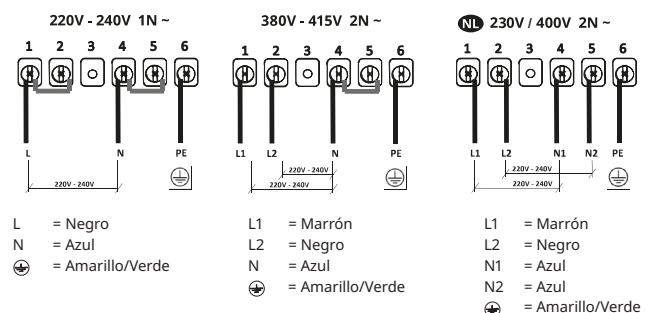 220V - 240V 1N ~
1 2 3 4 5 6
L N PE
220V - 240V
L = Negro
N = Azul
= Amarillo/Verde
380V - 415V 2N ~
1 2 3 4 5 6
L1 L2 N PE
220V - 240V
220V - 240V
L1 = Marrón
L2 = Negro
N = Azul
= Amarillo/Verde
NL 230V / 400V 2N ~
1 2 3 4 5 6
L1 L2 N1 N2 PE
220V - 240V
220V - 240V
L1 = Marrón
L2 = Negro
N1 = Azul
N2 = Azul
= Amarillo/Verde